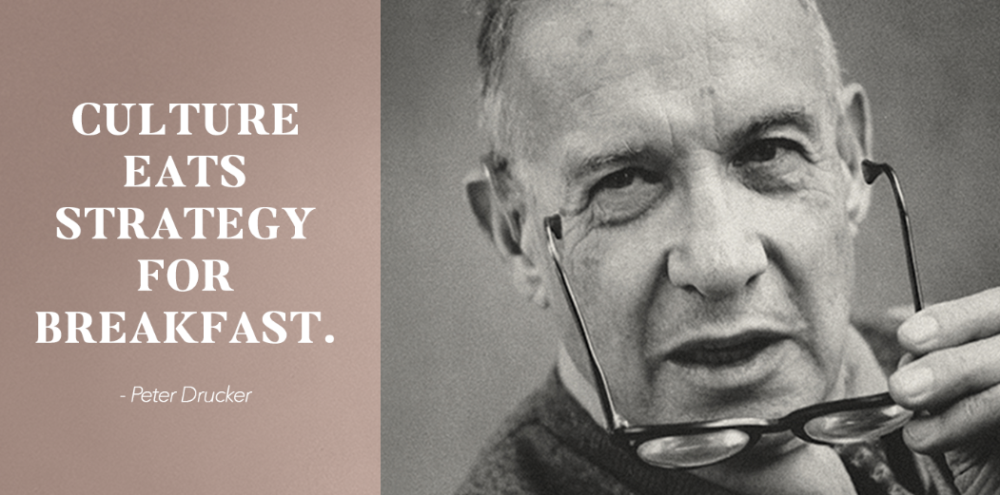 CULTURE
EATS
STRATEGY
FOR
BREAKFAST.
- Peter Drucker